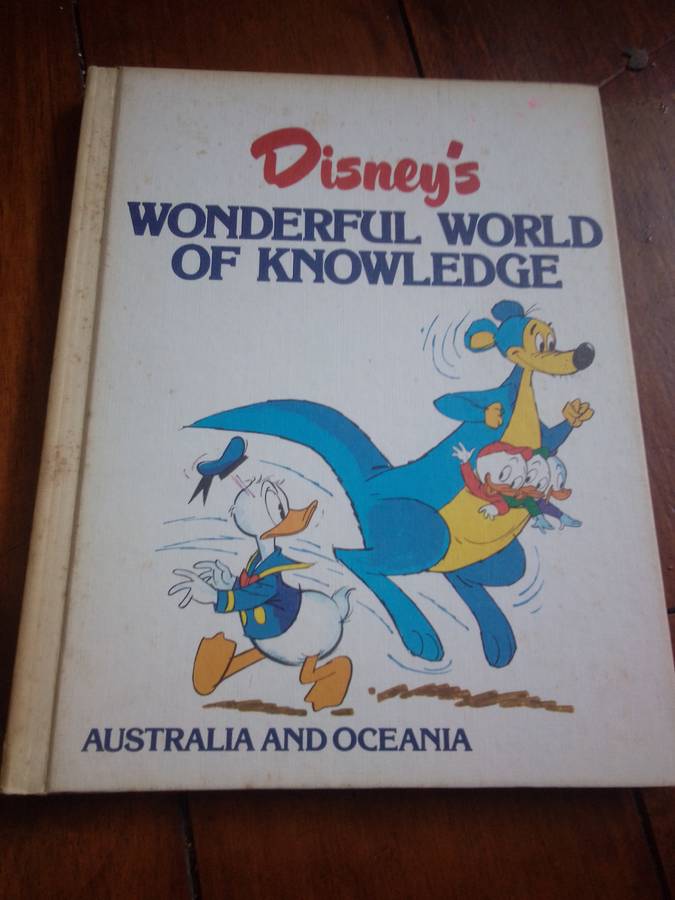 Disney's
WONDERFUL WORLD
OF KNOWLEDGE
AUSTRALIA AND OCEANIA